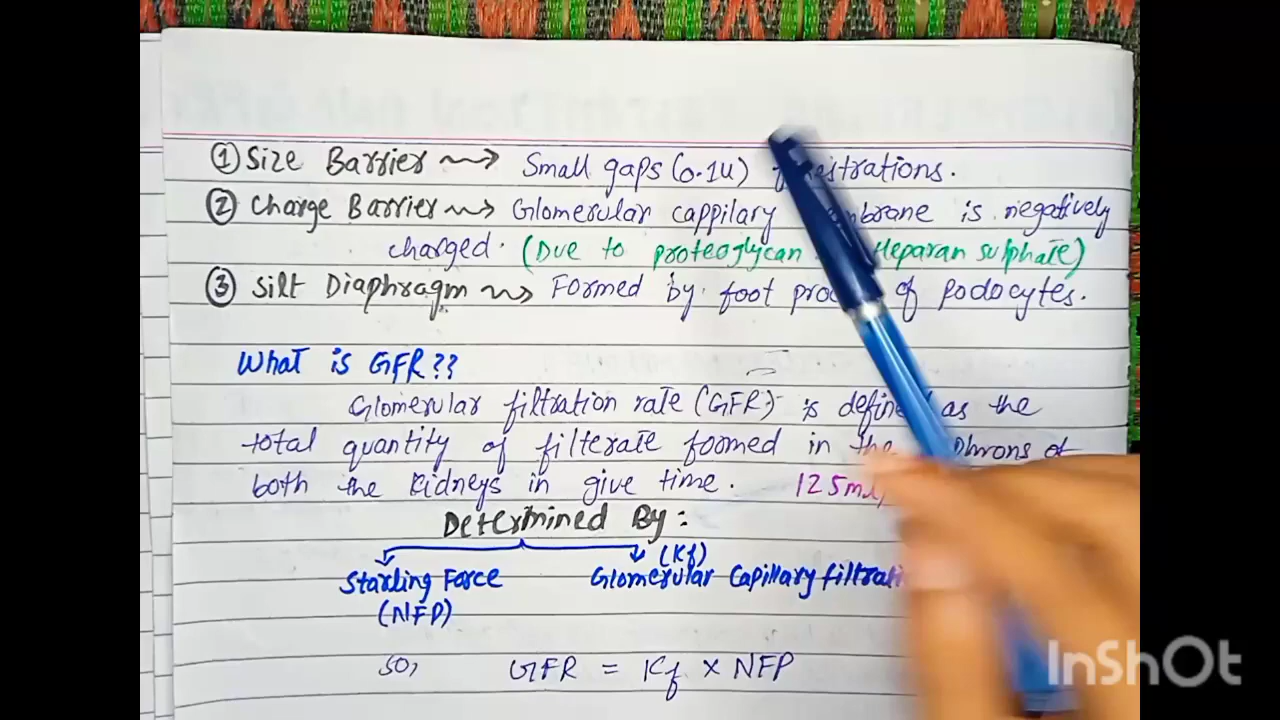 ① Size Barrier ⟿ Small gaps (0.1u) fenestrations.
② Charge Barrier ⟿ Glomerular cappilary membrane is negatively
charged. (Due to proteoglycan Heparan sulphate)
③ Silt Diaphragm ⟿ Formed by foot of Podocytes.
What is GFR??
Glomerular filtration rate (GFR) is defined as the
total quantity of filterate formed in the nephrons of
both the kidneys in give time. 125ml
Determined By:
(Kf)
Starling Force Glomerular Capillary
(NFP)
so, GFR = Kf × NFP
InShOt